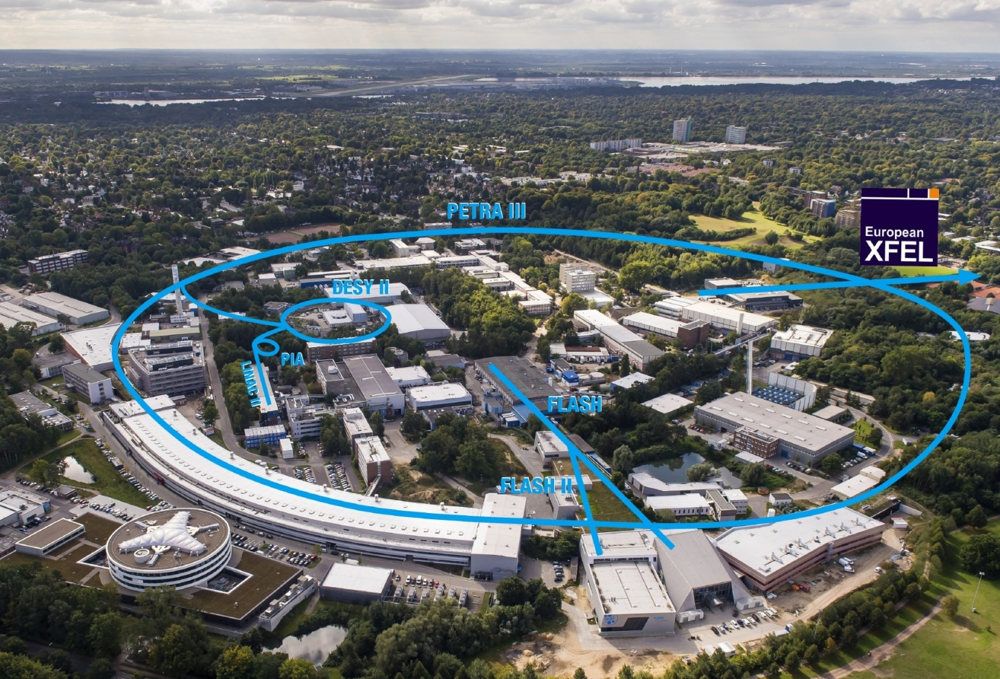 PETRA III
European
XFEL
DESY II
PIA
LINAC II
FLASH
FLASH II